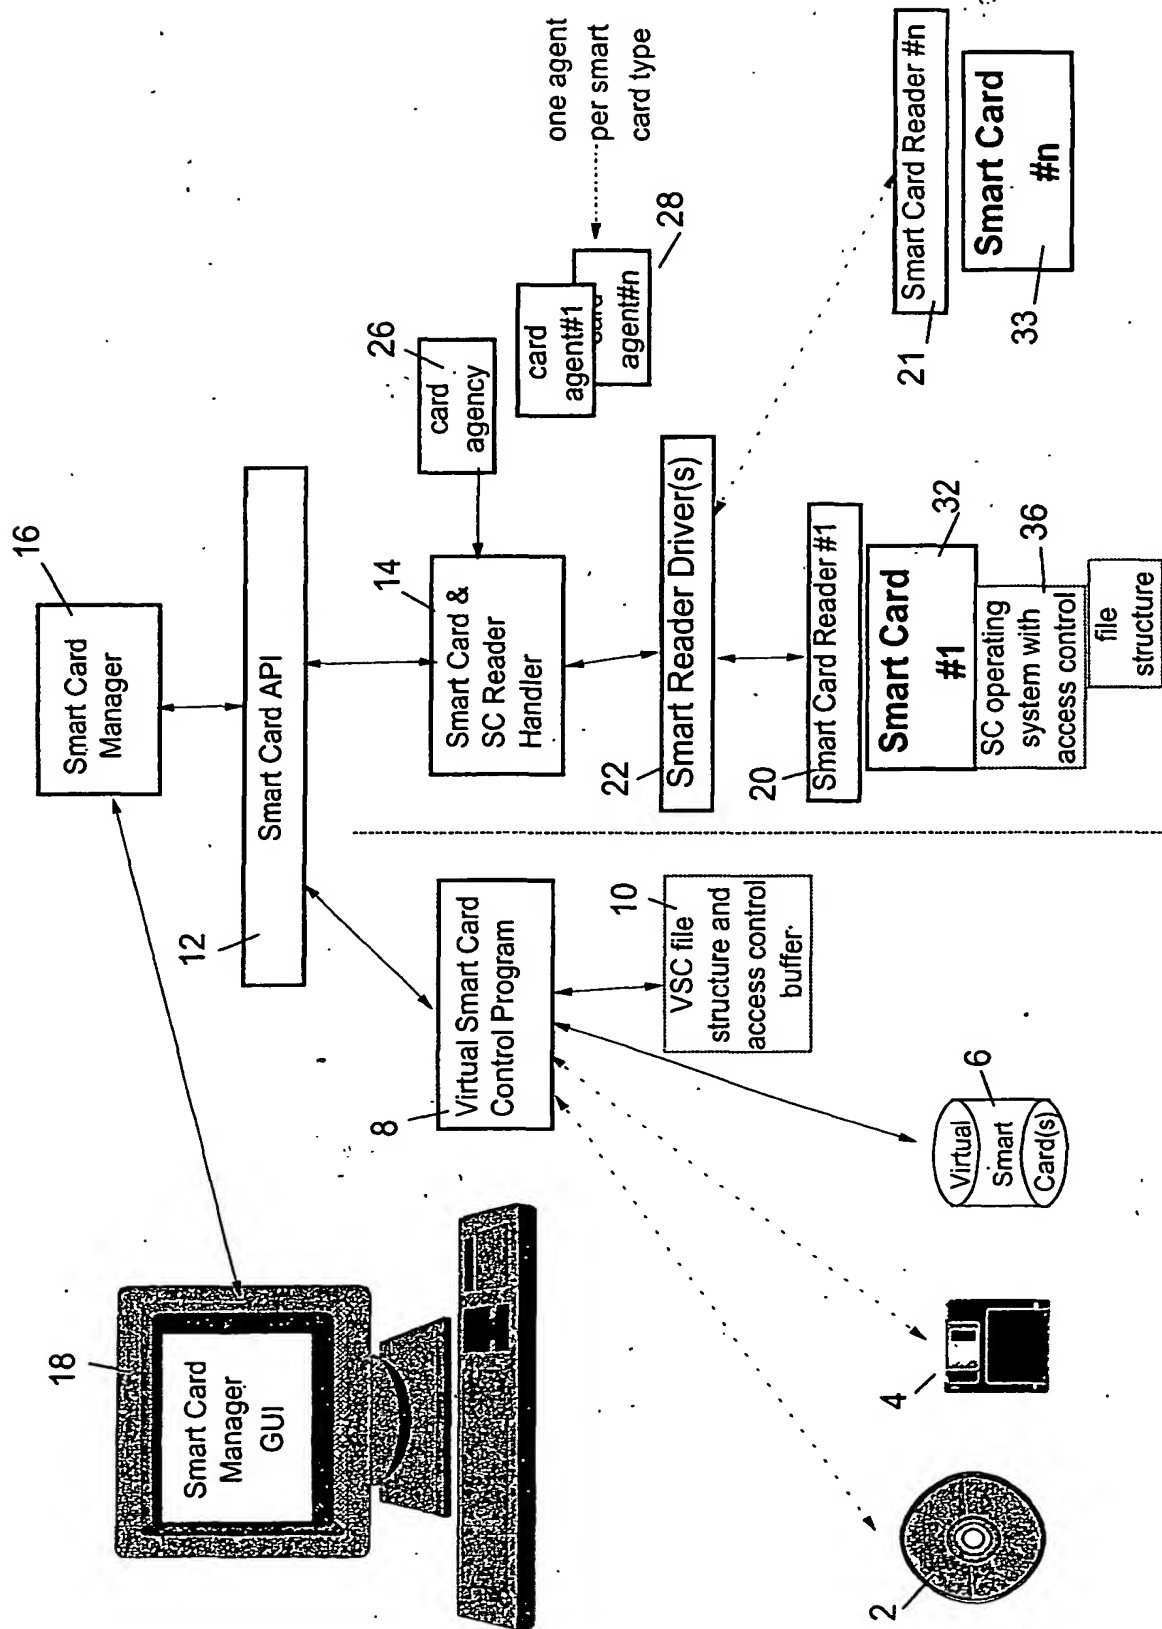 18
Smart Card
Manager
GUI
16
Smart Card
Manager
12
Smart Card API
8
Virtual Smart Card
Control Program
14
Smart Card &
SC Reader
Handler
26
card
agency
card
agent#1
agent#n
28
one agent
per smart
card type
10
VSC file
structure and
access control
buffer
22
Smart Reader Driver(s)
2
4
6
Virtual
Smart
Card(s)
20
Smart Card Reader #1
Smart Card
#1
32
SC operating
system with
access control
36
file
structure
21
Smart Card Reader #n
Smart Card
#n
33